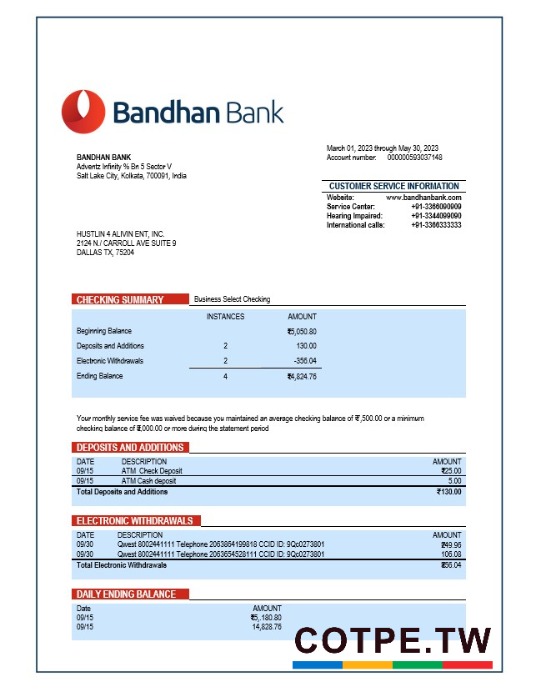 Bandhan Bank
BANDHAN BANK
Adventz Infinity % Bn 5 Sector V
Salt Lake City, Kolkata, 700091, India
March 01, 2023 through May 30, 2023
Account number: 000000593037148
CUSTOMER SERVICE INFORMATION
Website: www.bandhanbank.com
Service Center: +91-3366090909
Hearing Impaired: +91-3344099090
International calls: +91-3366333333
HUSTLIN 4 ALIVIN ENT, INC.
2124 N./ CARROLL AVE SUITE 9
DALLAS TX, 75204
CHECKING SUMMARY Business Select Checking
INSTANCES AMOUNT
Beginning Balance ₹5,050.80
Deposits and Additions 2 130.00
Electronic Withdrawals 2 -356.04
Ending Balance 4 ₹4,824.76
Your monthly service fee was waived because you maintained an average checking balance of ₹7,500.00 or a minimum
checking balance of ,000.00 or more during the statement period
DEPOSITS AND ADDITIONS
DATE DESCRIPTION AMOUNT
09/15 ATM Check Deposit ₹25.00
09/15 ATM Cash deposit 5.00
Total Deposits and Additions ₹130.00
ELECTRONIC WITHDRAWALS
DATE DESCRIPTION AMOUNT
09/30 Qwest 8002441111 Telephone 2063864199818 CCID ID: 9Qc0273801 49.96
09/30 Qwest 8002441111 Telephone 2063654528111 CCID ID: 9Qc0273801 106.08
Total Electronic Withdrawals 56.04
DAILY ENDING BALANCE
Date AMOUNT
09/15 ₹5,.180.80
09/15 14,828.76
COTPE.TW